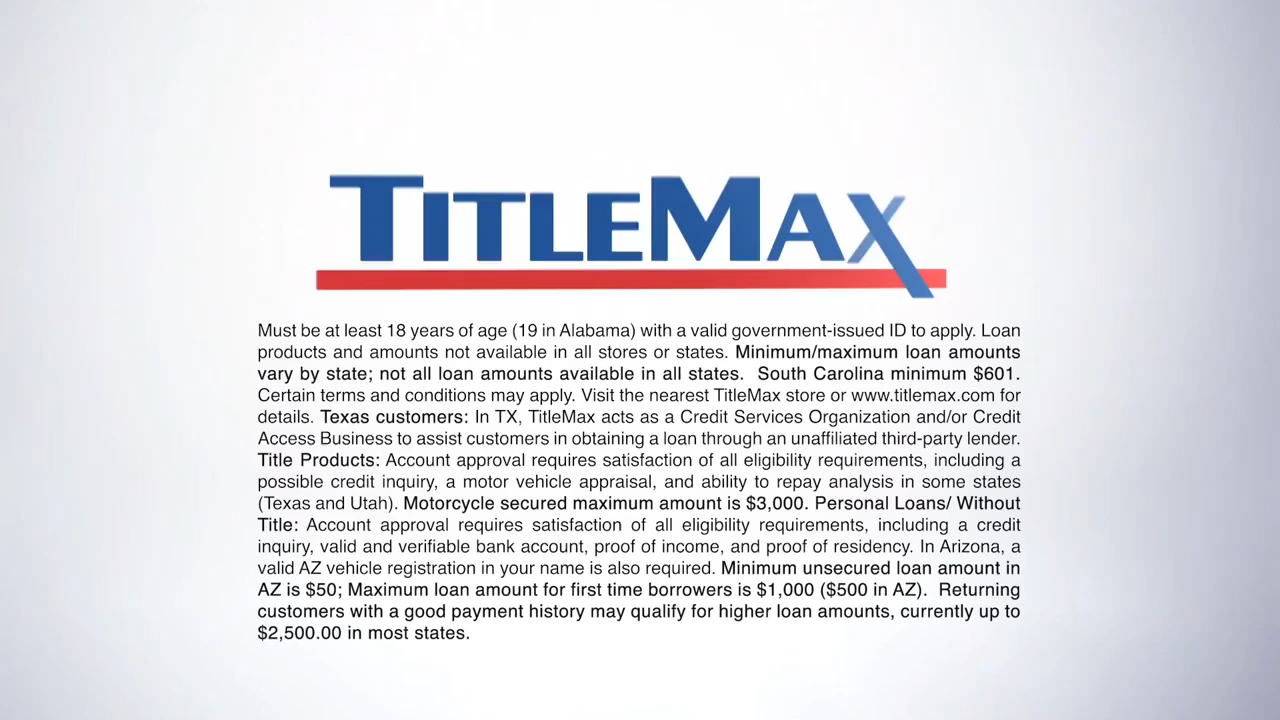 TITLEMAX
Must be at least 18 years of age (19 in Alabama) with a valid government-issued ID to apply. Loan
products and amounts not available in all stores or states. Minimum/maximum loan amounts
vary by state; not all loan amounts available in all states.  South Carolina minimum $601.
Certain terms and conditions may apply. Visit the nearest TitleMax store or www.titlemax.com for
details. Texas customers: In TX, TitleMax acts as a Credit Services Organization and/or Credit
Access Business to assist customers in obtaining a loan through an unaffiliated third-party lender.
Title Products: Account approval requires satisfaction of all eligibility requirements, including a
possible credit inquiry, a motor vehicle appraisal, and ability to repay analysis in some states
(Texas and Utah). Motorcycle secured maximum amount is $3,000. Personal Loans/ Without
Title: Account approval requires satisfaction of all eligibility requirements, including a credit
inquiry, valid and verifiable bank account, proof of income, and proof of residency. In Arizona, a
valid AZ vehicle registration in your name is also required. Minimum unsecured loan amount in
AZ is $50; Maximum loan amount for first time borrowers is $1,000 ($500 in AZ).  Returning
customers with a good payment history may qualify for higher loan amounts, currently up to
$2,500.00 in most states.